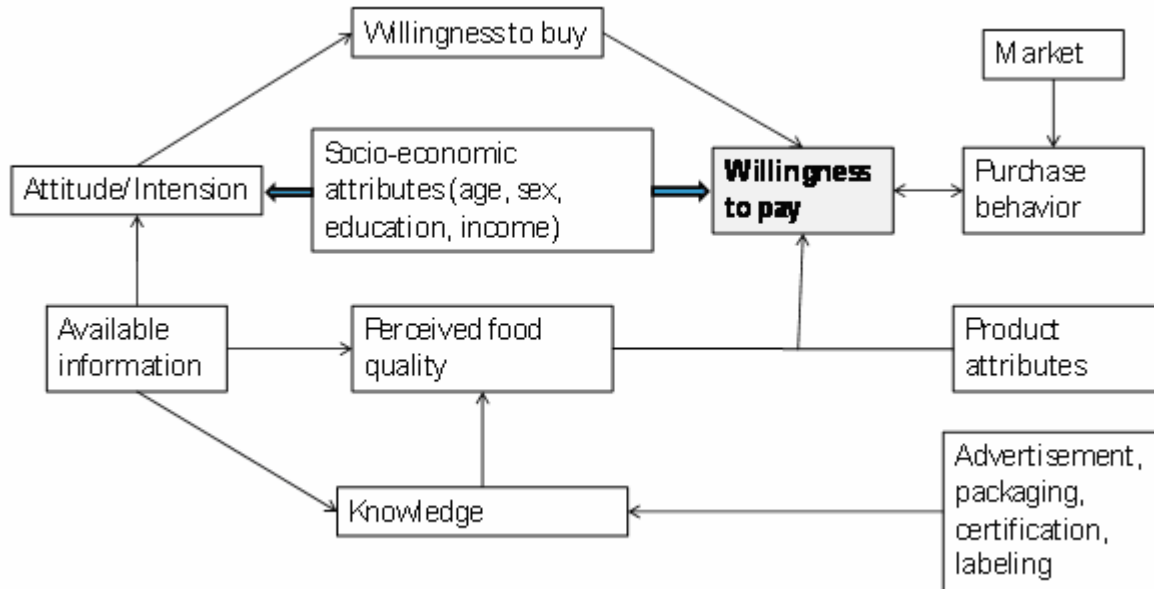 Willingness to buy
Market
Socio-economic
attributes (age, sex,
education, income)
Attitude/ Intension
Willingness
to pay
Purchase
behavior
Available
information
Perceived food
quality
Product
attributes
Knowledge
Advertisement,
packaging,
certification,
labeling